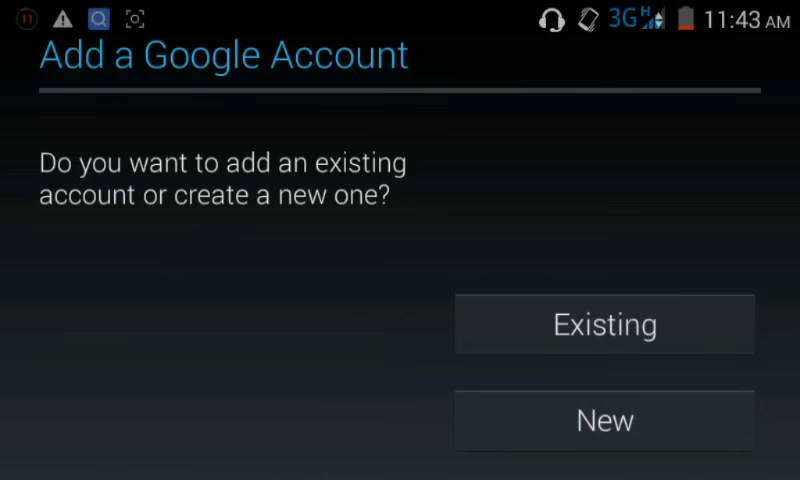 11 3G H 11:43 AM
Add a Google Account
Do you want to add an existing
account or create a new one?
Existing
New